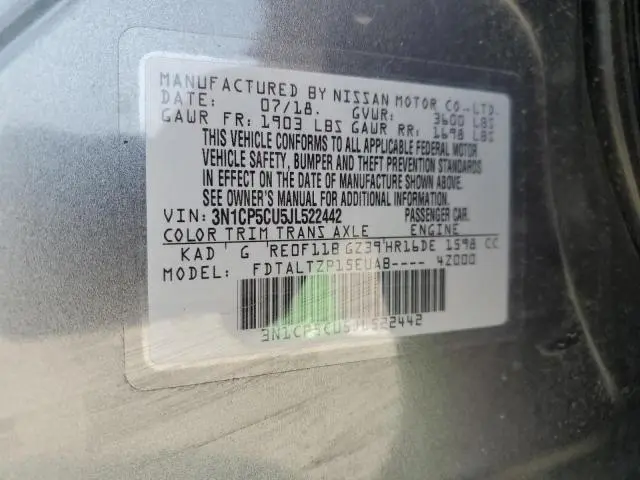 MANUFACTURED BY NISSAN MOTOR CO.,LTD.
DATE: 07/18. GVWR: 3600 LBS
GAWR FR: 1903 LBS GAWR RR: 1698 LBS
THIS VEHICLE CONFORMS TO ALL APPLICABLE FEDERAL MOTOR
VEHICLE SAFETY, BUMPER AND THEFT PREVENTION STANDARDS
IN EFFECT ON THE DATE OF MANUFACTURE SHOWN ABOVE.
SEE OWNER'S MANUAL FOR ADDITIONAL INFORMATION.
VIN: 3N1CP5CU5JL522442 PASSENGER CAR.
COLOR TRIM TRANS AXLE ENGINE
KAD G RE0F11B GZ39 HR16DE 1598 CC
MODEL: FDTALTZP15EUAB---- 4Z000
3N1CP5CU5JL522442